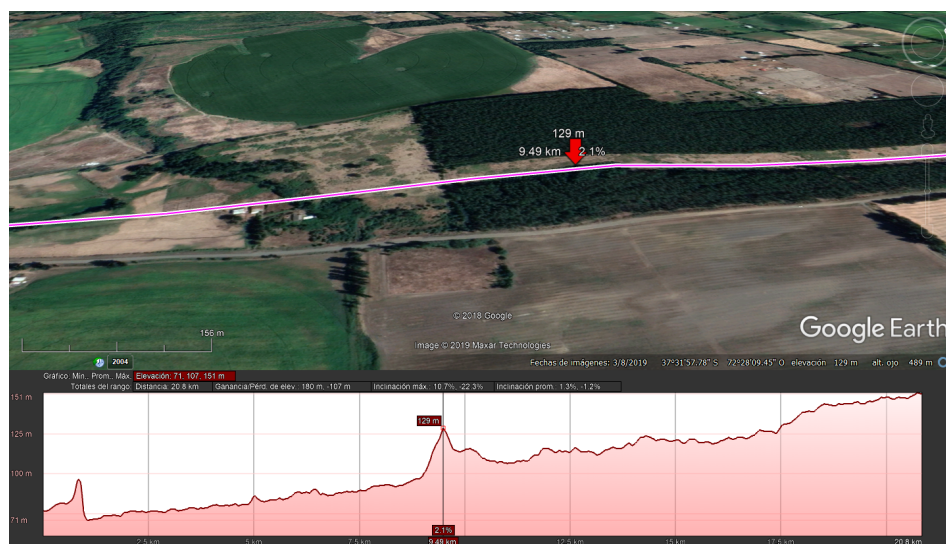 129 m
9.49 km 2.1%
© 2018 Google
156 m
Google Earth
Image © 2019 Maxar Technologies
2004
Fechas de imágenes: 3/8/2019 37°31'57.78" S 72°28'09.45" O elevación 129 m alt. ojo 489 m
Gráfico: Mín., Prom., Máx. Elevación: 71, 107, 151 m
Totales del rango: Distancia: 20.8 km Ganancia/Pérd. de elev.: 180 m, -107 m Inclinación máx.: 10.7%, -22.3% Inclinación prom.: 1.3%, -1.2%
151 m
129 m
125 m
100 m
71 m
2.1%
2.5 km 5 km 7.5 km 9.49 km 12.5 km 15 km 17.5 km 20.8 km